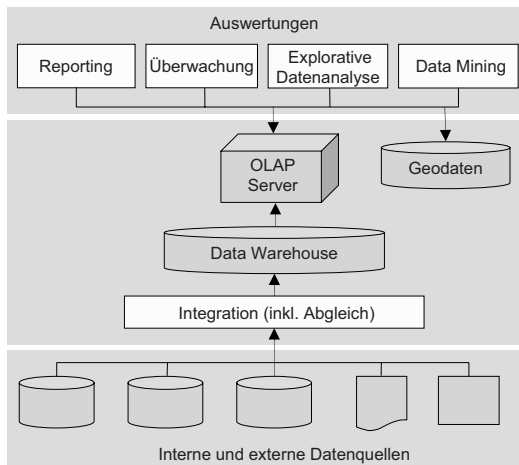 Auswertungen
Reporting
Überwachung
Explorative
Datenanalyse
Data Mining
OLAP
Server
Geodaten
Data Warehouse
Integration (inkl. Abgleich)
Interne und externe Datenquellen